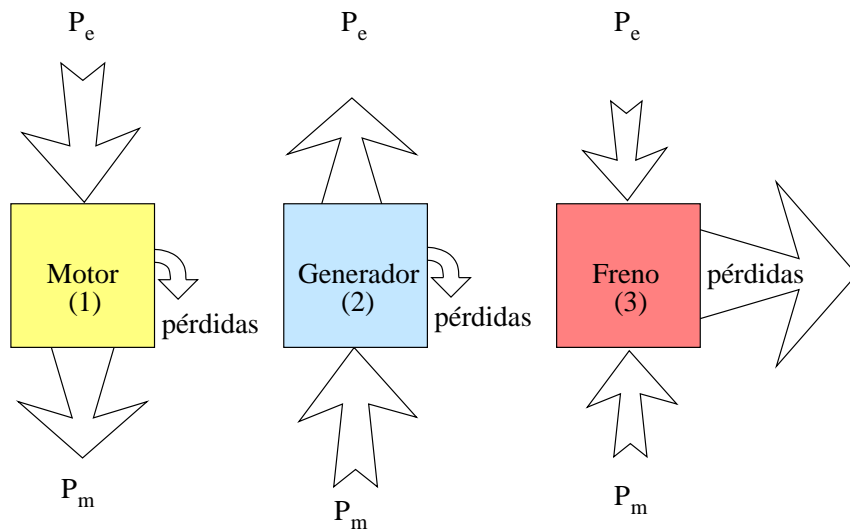 P_e
P_e
P_e
Motor
(1)
pérdidas
Generador
(2)
pérdidas
Freno
(3)
pérdidas
P_m
P_m
P_m